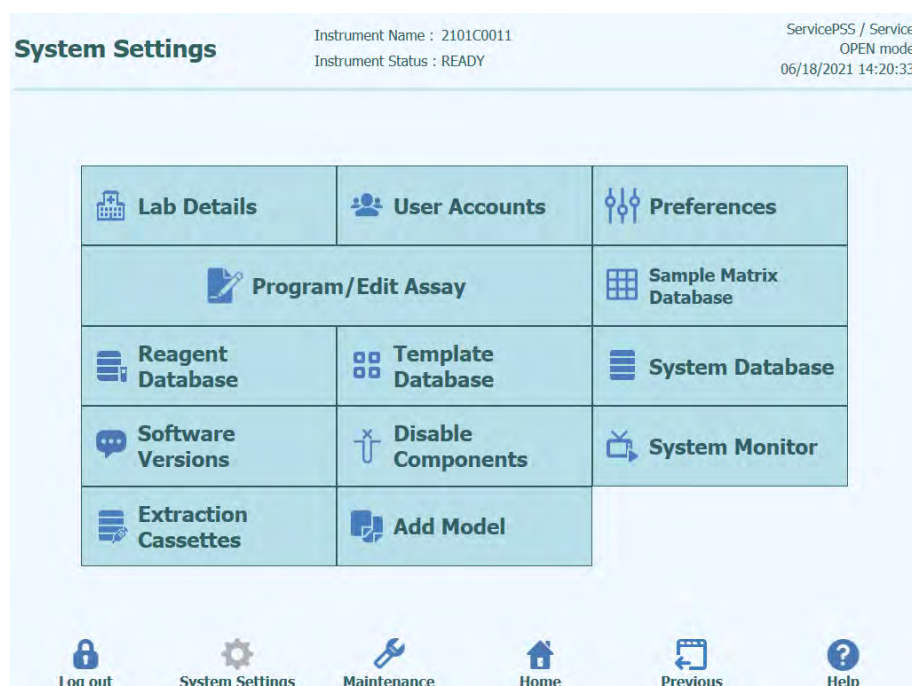 System Settings
Instrument Name : 2101C0011
Instrument Status : READY
ServicePSS / Service
OPEN mode
06/18/2021 14:20:33
Lab Details
User Accounts
Preferences
Program/Edit Assay
Sample Matrix
Database
Reagent
Database
Template
Database
System Database
Software
Versions
Disable
Components
System Monitor
Extraction
Cassettes
Add Model
Log out
System Settings
Maintenance
Home
Previous
Help